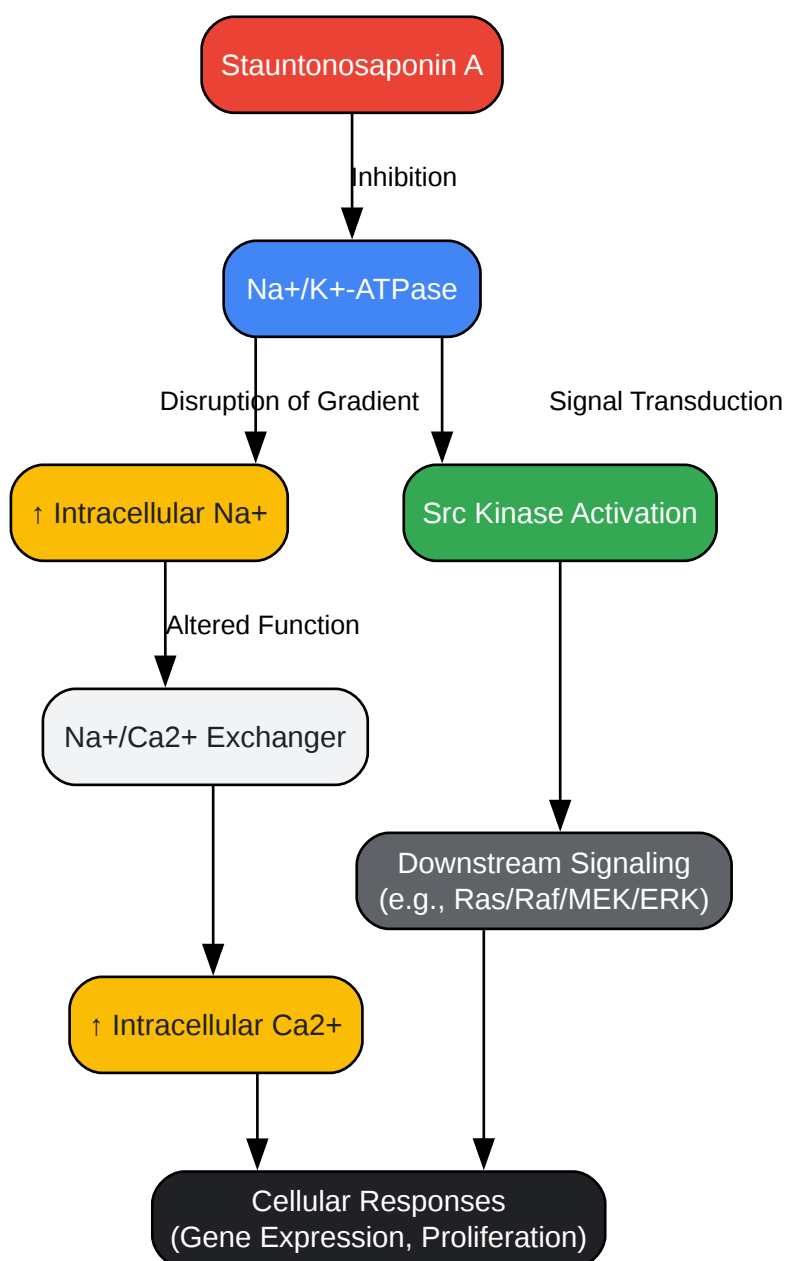 Stauntonosaponin A
Inhibition
Na+/K+-ATPase
Disruption of Gradient
Signal Transduction
↑ Intracellular Na+
Src Kinase Activation
Altered Function
Na+/Ca2+ Exchanger
Downstream Signaling
(e.g., Ras/Raf/MEK/ERK)
↑ Intracellular Ca2+
Cellular Responses
(Gene Expression, Proliferation)